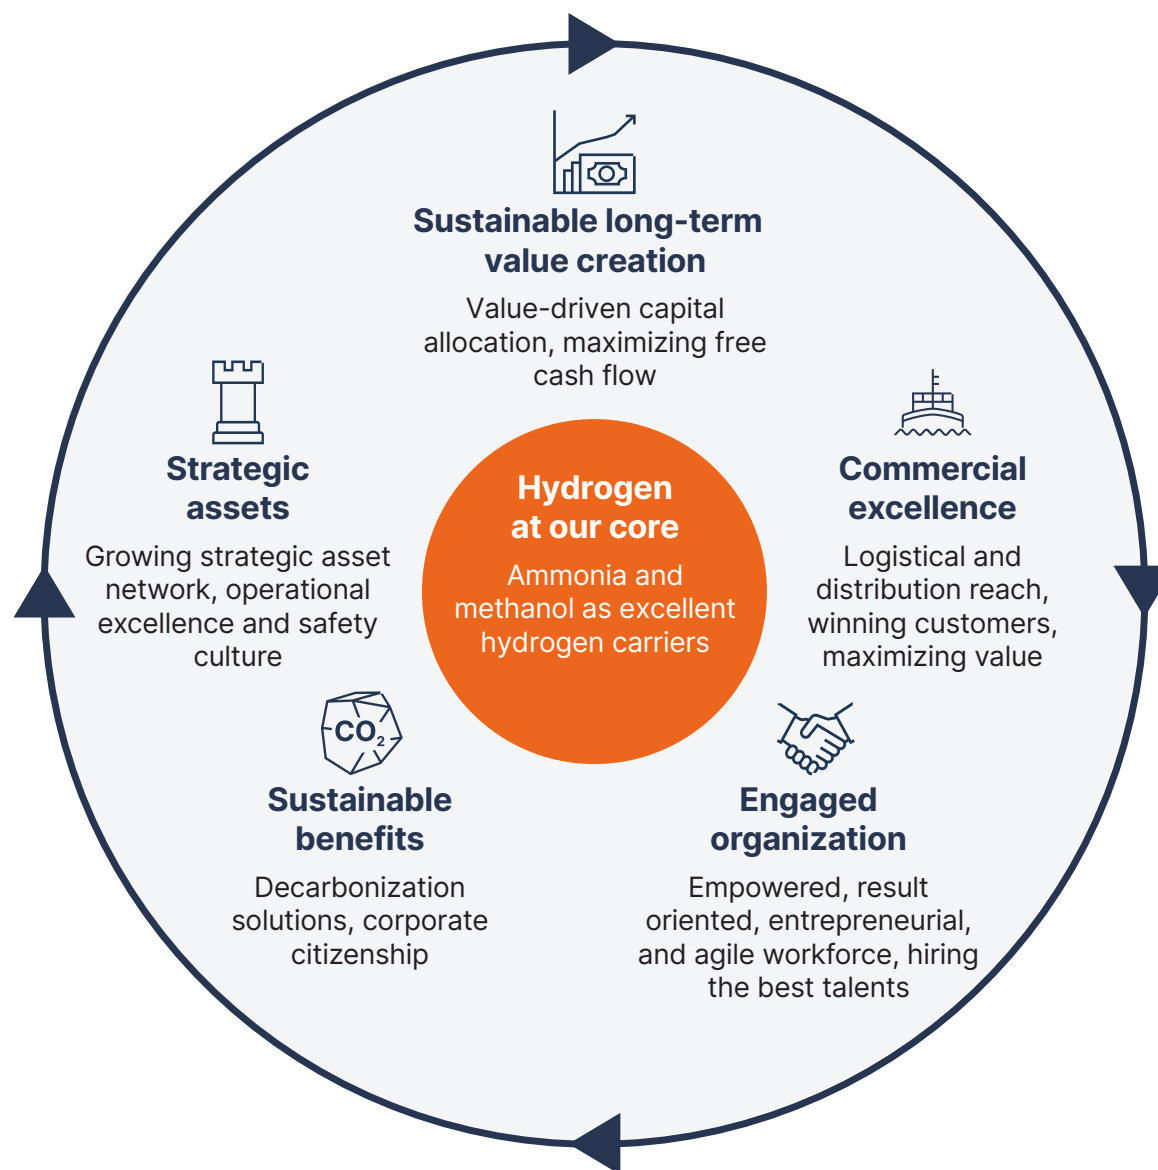 Sustainable long-term
value creation
Value-driven capital
allocation, maximizing free
cash flow
Strategic
assets
Growing strategic asset
network, operational
excellence and safety
culture
Hydrogen
at our core
Ammonia and
methanol as excellent
hydrogen carriers
Commercial
excellence
Logistical and
distribution reach,
winning customers,
maximizing value
CO₂
Sustainable
benefits
Decarbonization
solutions, corporate
citizenship
Engaged
organization
Empowered, result
oriented, entrepreneurial,
and agile workforce, hiring
the best talents